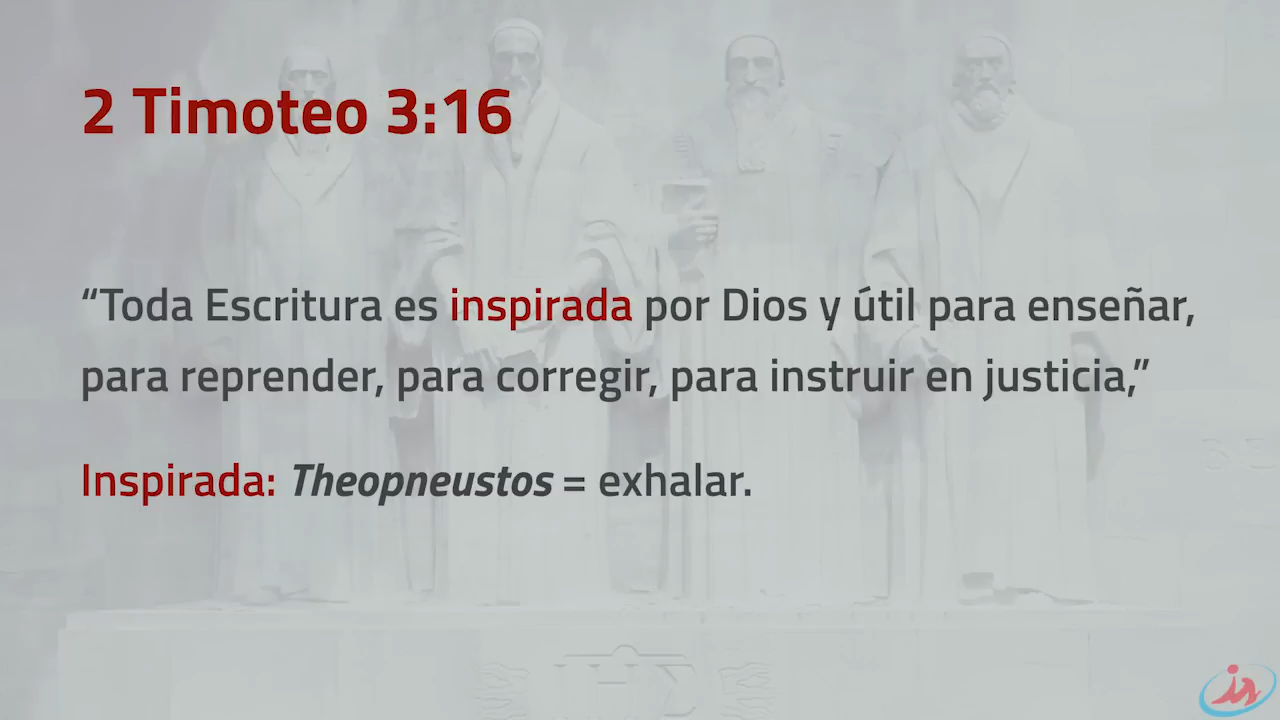 2 Timoteo 3:16
“Toda Escritura es inspirada por Dios y útil para enseñar,
para reprender, para corregir, para instruir en justicia,”
Inspirada: Theopneustos = exhalar.